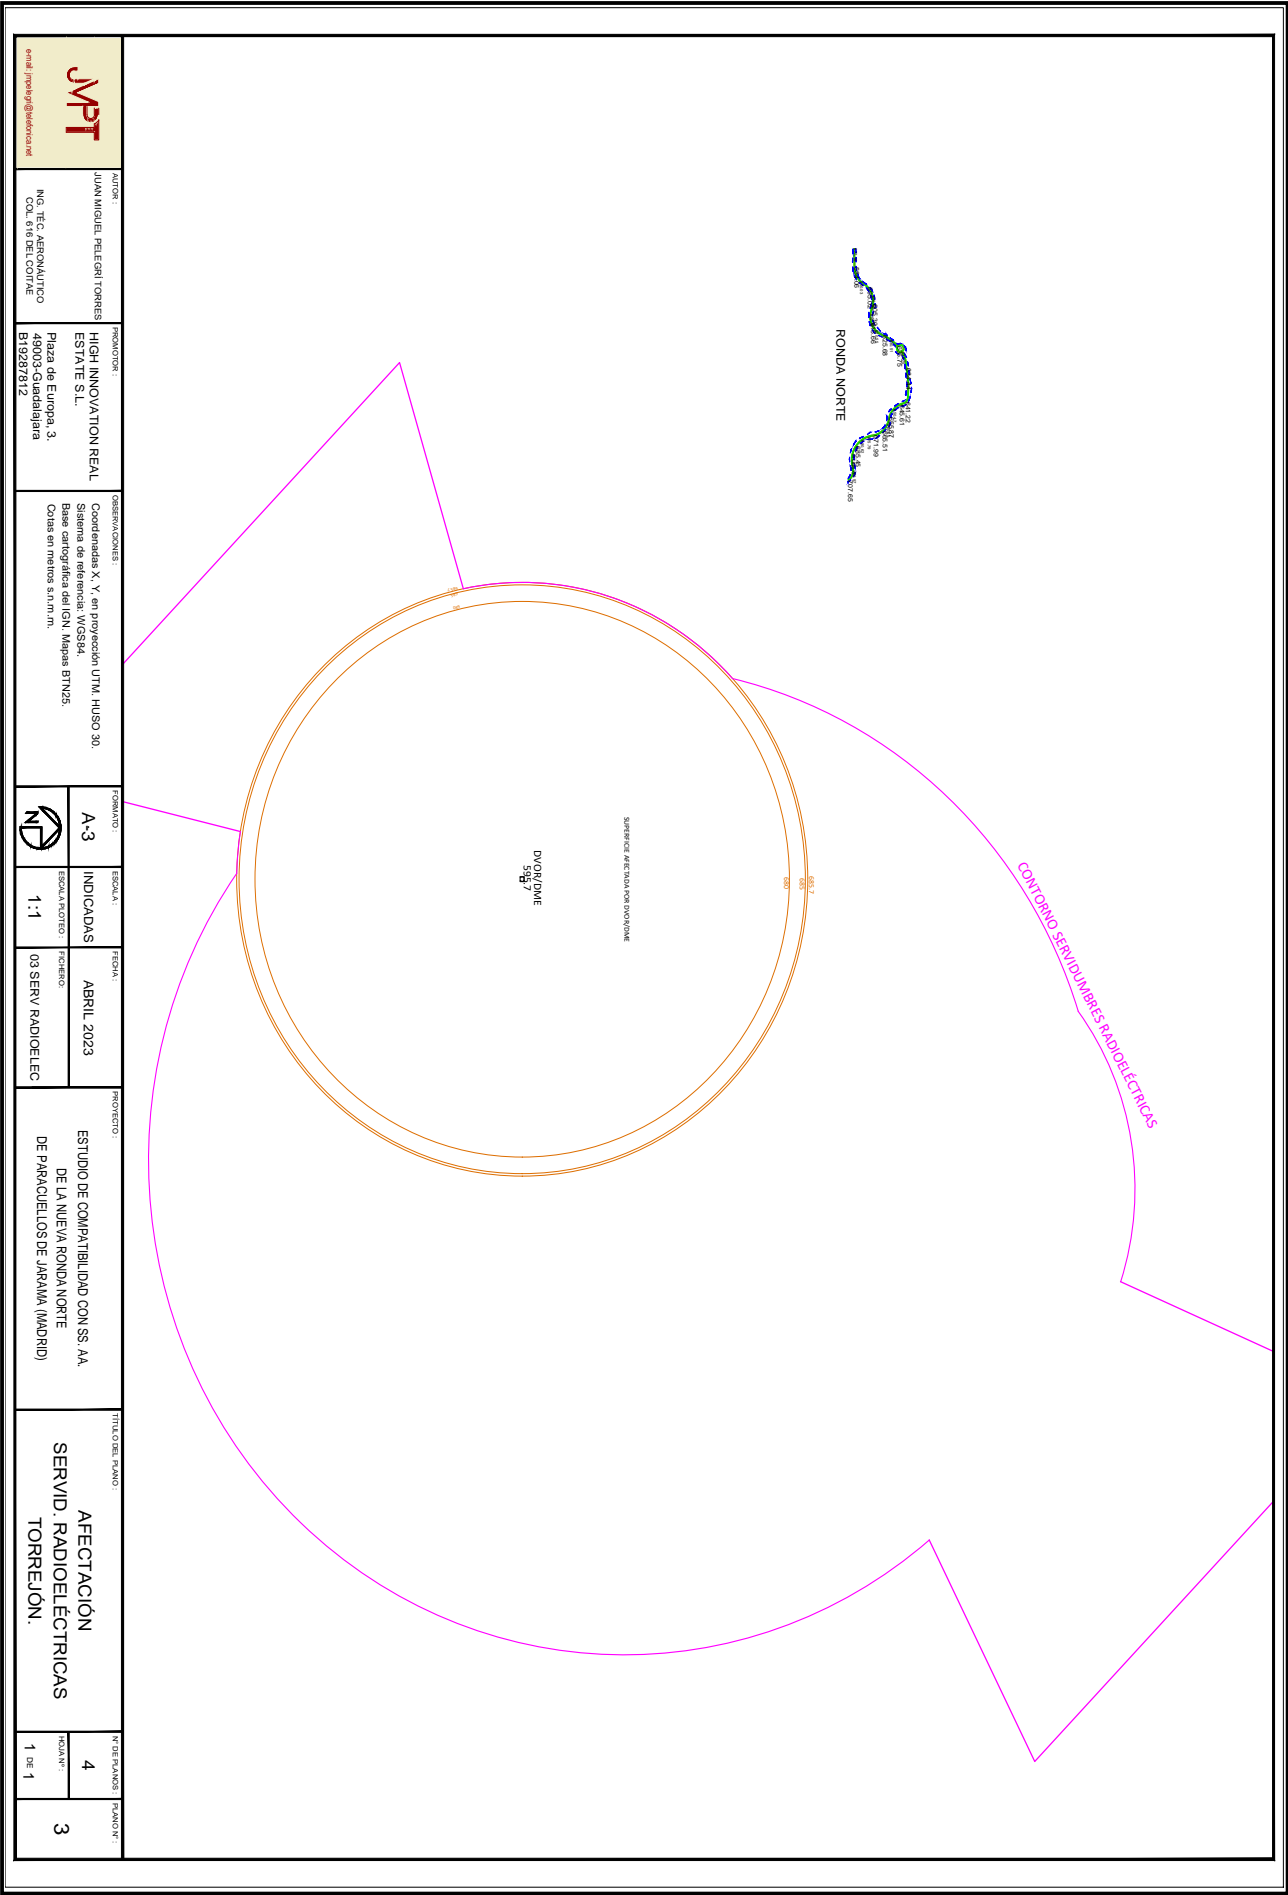 RONDA NORTE
CONTORNO SERVIDUMBRES RADIOELÉCTRICAS
SUPERFICIE AFECTADA POR DVOR/DME
DVOR/DME
595.7
685.7
685
680
JMPT
e-mail: jmpelegri@telefonica.net
AUTOR :
JUAN MIGUEL PELEGRÍ TORRES
ING. TÉC. AERONÁUTICO
COL. 616 DEL COITAE
PROMOTOR :
HIGH INNOVATION REAL
ESTATE S.L.
Plaza de Europa, 3.
49003-Guadalajara
B19287812
OBSERVACIONES :
Coordenadas X, Y, en proyección UTM. HUSO 30.
Sistema de referencia: WGS84.
Base cartográfica del IGN. Mapas BTN25.
Cotas en metros s.n.m.
FORMATO :
A-3
N
ESCALA :
INDICADAS
ESCALA PLOTEO :
1:1
FECHA :
ABRIL 2023
FICHERO:
03 SERV RADIOELEC
PROYECTO :
ESTUDIO DE COMPATIBILIDAD CON SS. AA.
DE LA NUEVA RONDA NORTE
DE PARACUELLOS DE JARAMA (MADRID)
TÍTULO DEL PLANO :
AFECTACIÓN
SERVID. RADIOELÉCTRICAS
TORREJÓN.
Nº DE PLANOS :
4
HOJA Nº :
1 DE 1
PLANO Nº :
3